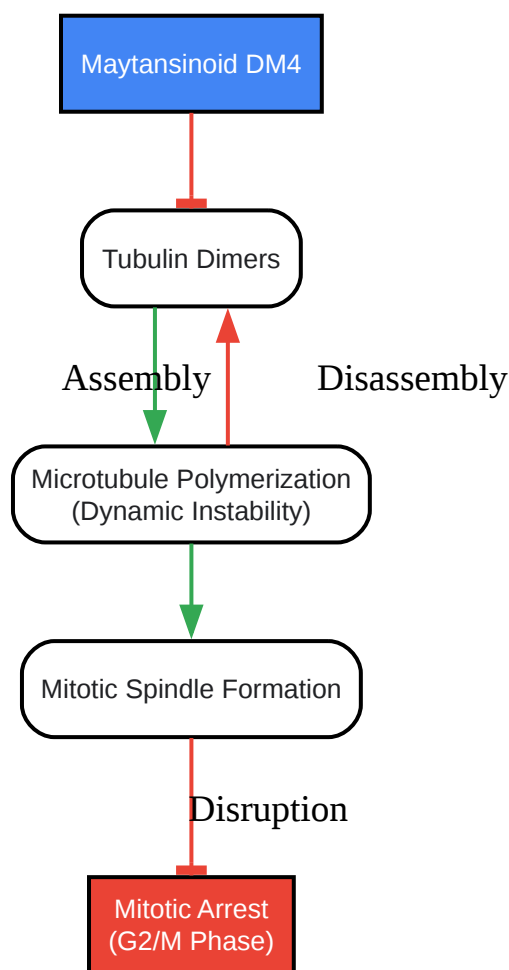 Maytansinoid DM4
Tubulin Dimers
Assembly
Disassembly
Microtubule Polymerization
(Dynamic Instability)
Mitotic Spindle Formation
Disruption
Mitotic Arrest
(G2/M Phase)